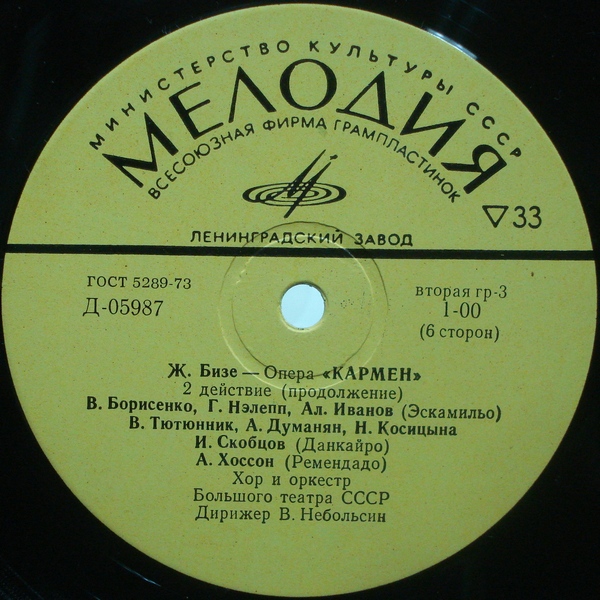 МИНИСТЕРСТВО КУЛЬТУРЫ СССР
МЕЛОДИЯ
ВСЕСОЮЗНАЯ ФИРМА ГРАМПЛАСТИНОК
▽33
ЛЕНИНГРАДСКИЙ ЗАВОД
ГОСТ 5289-73
Д-05987
вторая гр-3
1-00
(6 сторон)
Ж. Бизе — Опера «КАРМЕН»
2 действие (продолжение)
В. Борисенко, Г. Нэлепп, Ал. Иванов (Эскамильо)
В. Тютюнник, А. Думанян, Н. Косицына
И. Скобцов (Данкайро)
А. Хоссон (Ремендадо)
Хор и оркестр
Большого театра СССР
Дирижер В. Небольсин